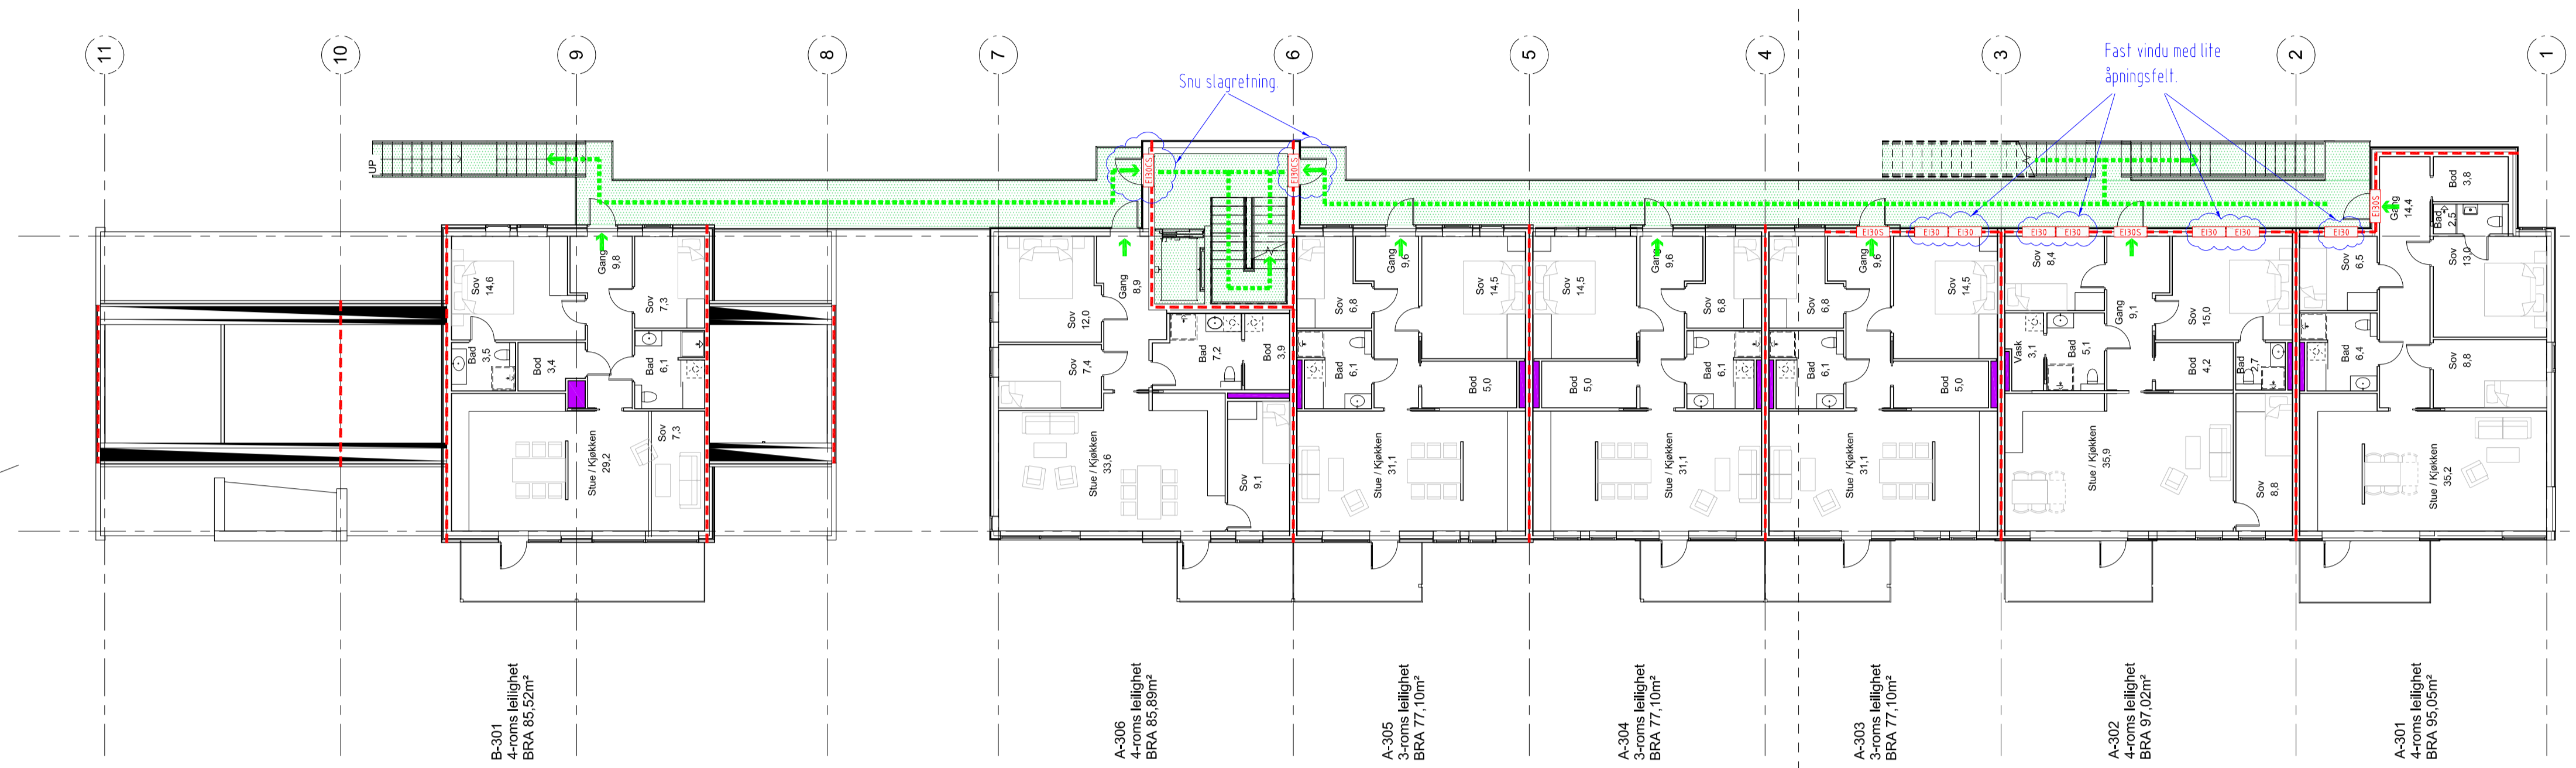 11
10
9
8
7
6
5
4
3
2
1
Snu slagretning.
Fast vindu med lite
åpningsfelt.
UP
Sov
14,6
Gang
9,8
Sov
7,3
Bad
3,5
Bod
3,4
Bad
6,1
Stue / Kjøkken
29,2
Sov
7,3
EI30CS
EI30CS
Gang
8,9
Sov
12,0
Sov
7,4
Bad
7,2
Bod
3,9
Stue / Kjøkken
33,6
Sov
9,1
Sov
6,8
Gang
9,6
Sov
14,5
Bad
6,1
Bod
5,0
Stue / Kjøkken
31,1
Sov
14,5
Gang
9,6
Sov
6,8
Bod
5,0
Bad
6,1
Stue / Kjøkken
31,1
EI30S
Sov
6,8
Gang
9,6
Sov
14,5
EI30
EI30
Bad
6,1
Bod
5,0
Stue / Kjøkken
31,1
EI30
EI30
EI30S
EI30
EI30
Sov
8,4
Gang
9,1
Sov
15,0
Vask
3,1
Bad
5,1
Bod
4,2
Bad
2,7
Stue / Kjøkken
35,9
Sov
8,8
EI30
EI30S
Gang
14,4
Bod
3,8
Bad
2,5
Sov
6,5
Sov
13,0
Bad
6,4
Sov
8,8
Stue / Kjøkken
35,2
B-301
4-roms leilighet
BRA 85,52m²
A-306
4-roms leilighet
BRA 85,89m²
A-305
3-roms leilighet
BRA 77,10m²
A-304
3-roms leilighet
BRA 77,10m²
A-303
3-roms leilighet
BRA 77,10m²
A-302
4-roms leilighet
BRA 97,02m²
A-301
4-roms leilighet
BRA 95,05m²